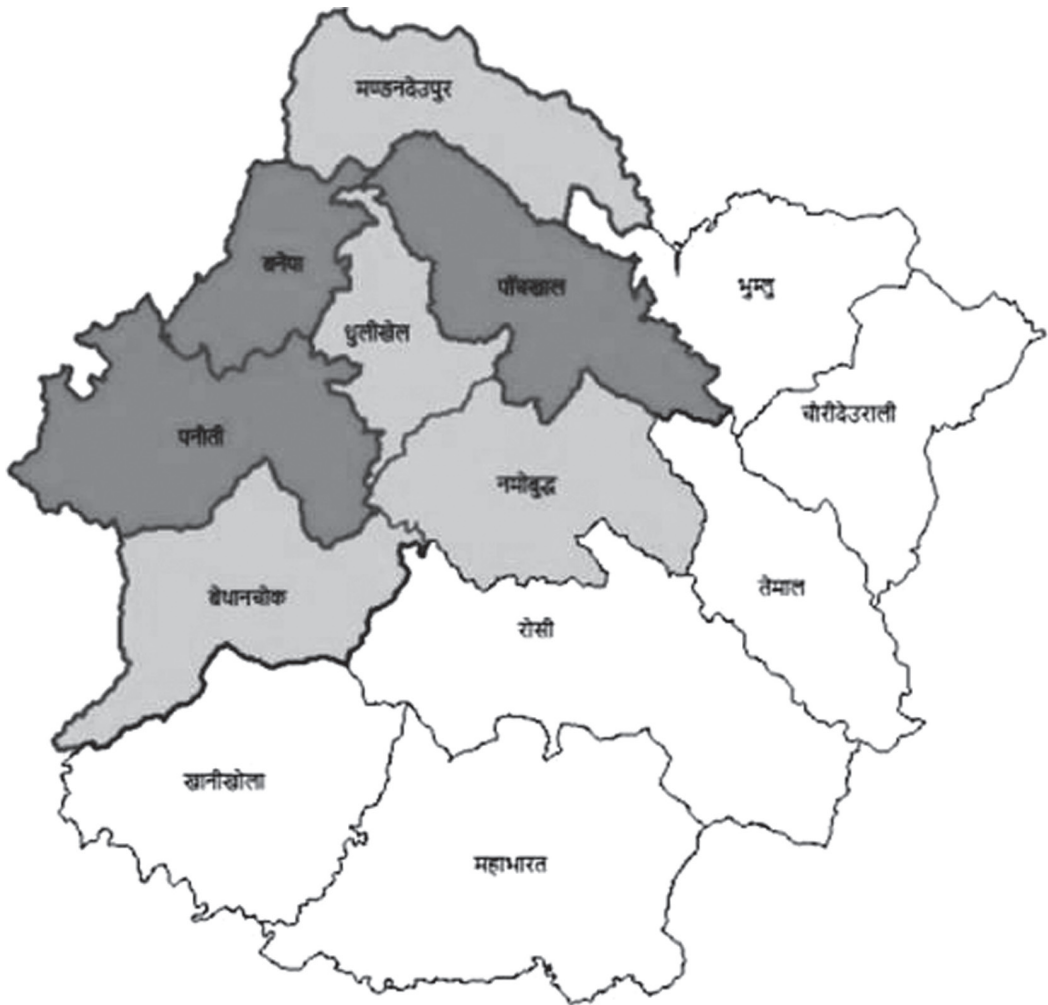 मण्डनदेउपुर
बनेपा
पाँचखाल
भुम्लु
धुलीखेल
चौरीदेउराली
पनौती
नमोबुद्ध
बेथानचोक
तेमाल
रोसी
खानीखोला
महाभारत